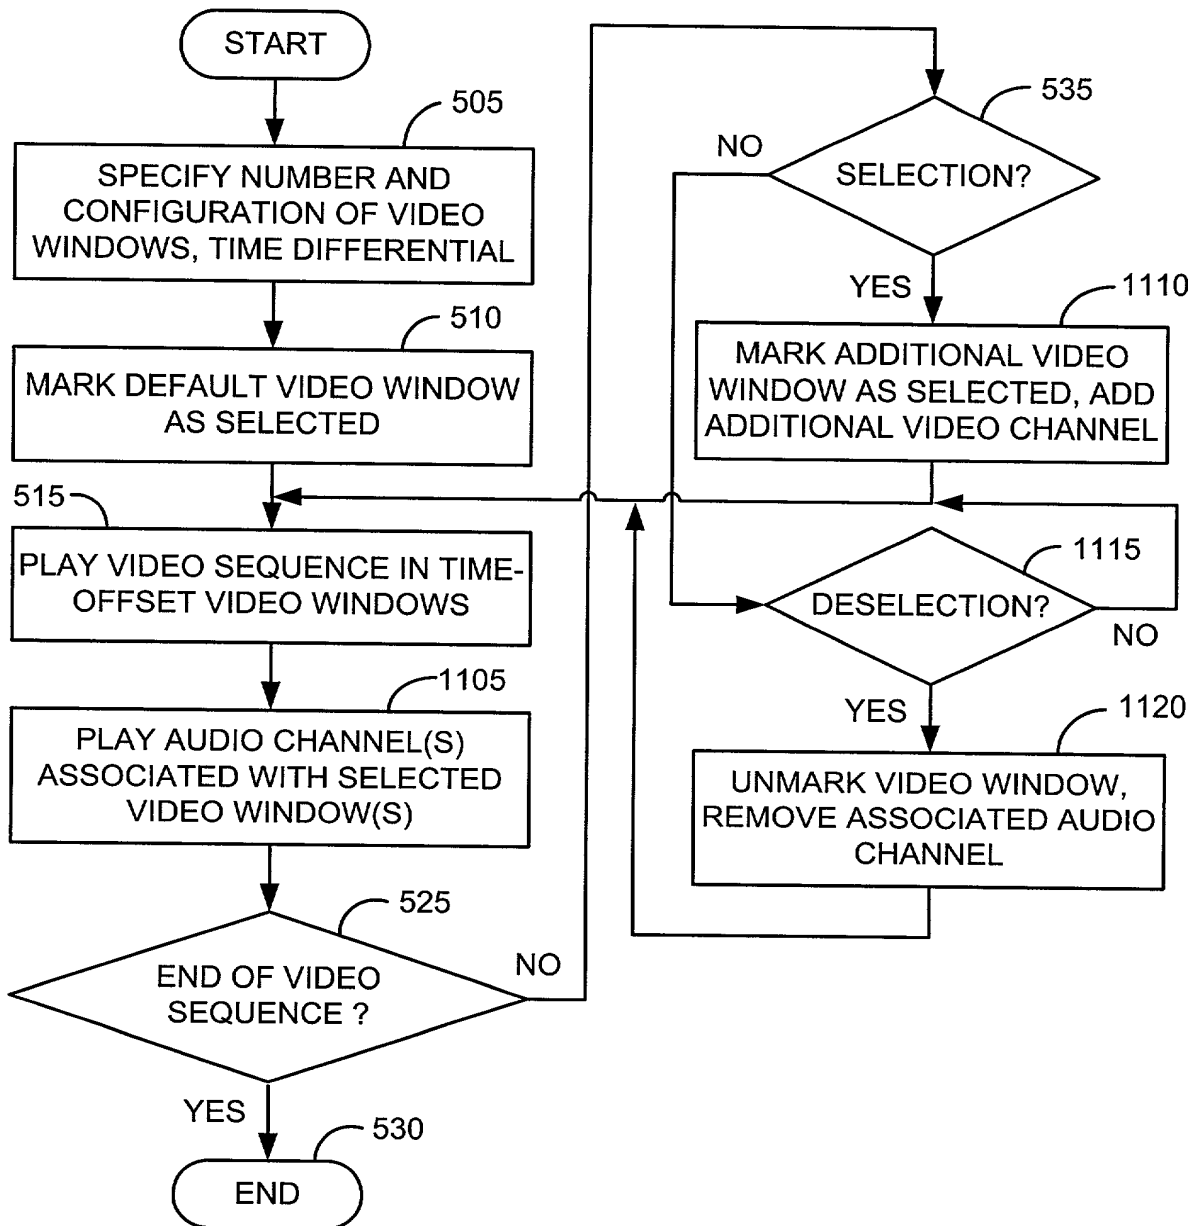 START
505
SPECIFY NUMBER AND
CONFIGURATION OF VIDEO
WINDOWS, TIME DIFFERENTIAL
510
MARK DEFAULT VIDEO WINDOW
AS SELECTED
515
PLAY VIDEO SEQUENCE IN TIME-
OFFSET VIDEO WINDOWS
1105
PLAY AUDIO CHANNEL(S)
ASSOCIATED WITH SELECTED
VIDEO WINDOW(S)
525
END OF VIDEO
SEQUENCE ?
NO
YES
530
END
535
SELECTION?
NO
YES
1110
MARK ADDITIONAL VIDEO
WINDOW AS SELECTED, ADD
ADDITIONAL VIDEO CHANNEL
1115
DESELECTION?
NO
YES
1120
UNMARK VIDEO WINDOW,
REMOVE ASSOCIATED AUDIO
CHANNEL